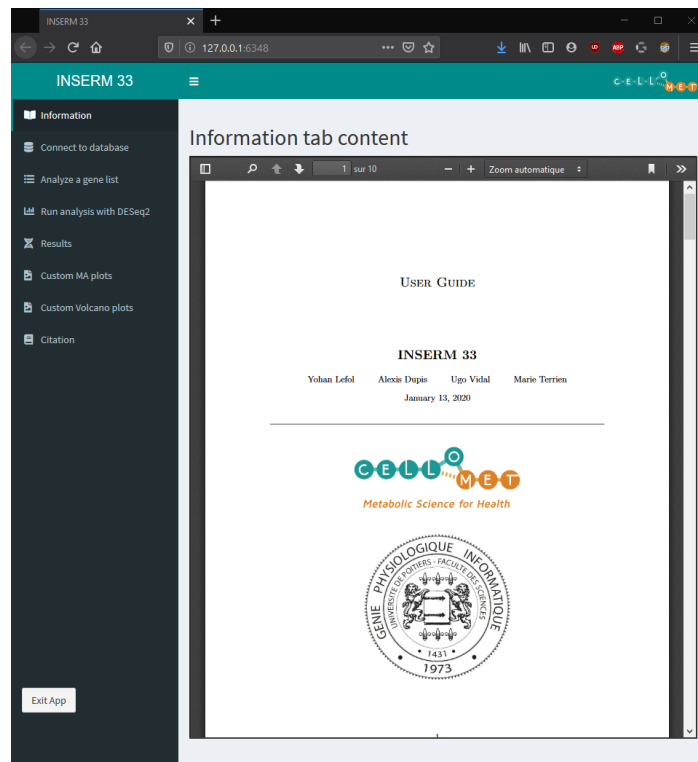 INSERM 33
127.0.0.1:6348
INSERM 33
CELLOMET
Information
Connect to database
Analyze a gene list
Run analysis with DESeq2
Results
Custom MA plots
Custom Volcano plots
Citation
Exit App
Information tab content
1 sur 10
Zoom automatique
USER GUIDE
INSERM 33
Yohan Lefol Alexis Dupis Ugo Vidal Marie Terrien
January 13, 2020
CELLOMET
Metabolic Science for Health
GENIE PHYSIOLOGIQUE INFORMATIQUE
UNIVERSITE DE POITIERS - FACULTE DES SCIENCES
1431
1973